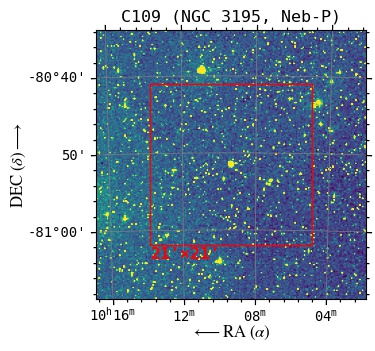 C109 (NGC 3195, Neb-P)
-80°40'
50'
-81°00'
DEC (δ) ⟶
21'×21'
10ʰ16ᵐ 12ᵐ 08ᵐ 04ᵐ
⟵ RA (α)